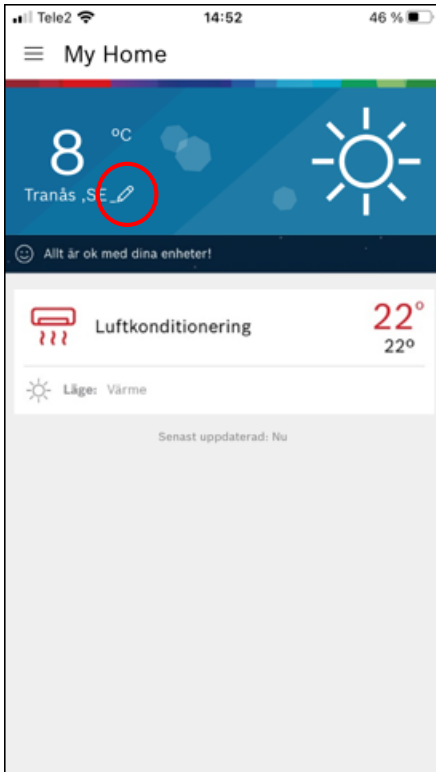 Tele2 14:52 46 %
My Home
8 °C
Tranås ,SE
Allt är ok med dina enheter!
Luftkonditionering 22°
22º
Läge: Värme
Senast uppdaterad: Nu